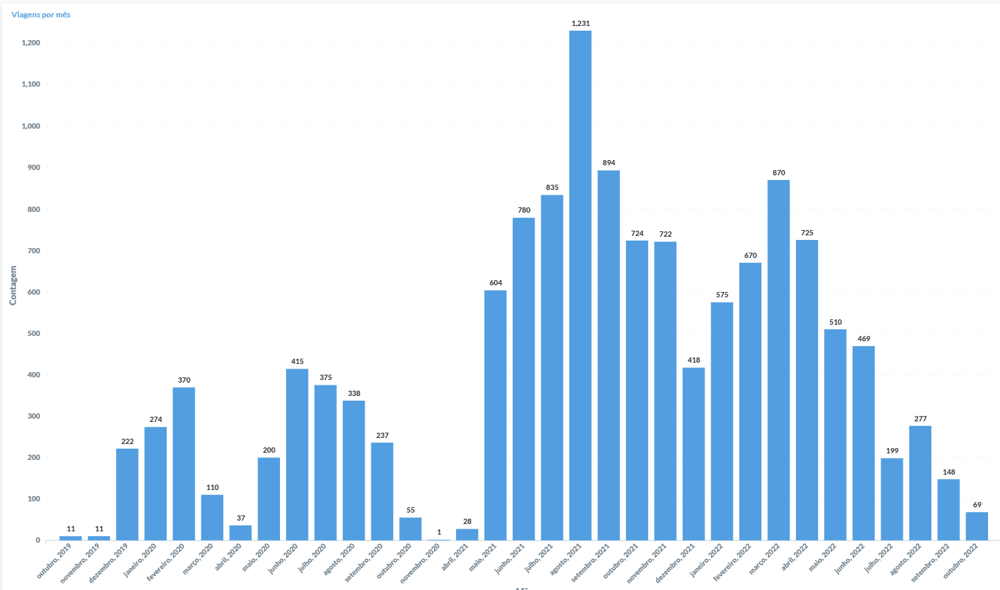 Viagens por mês
1,231
1,200
1,100
1,000
900
800
700
600
500
400
300
200
100
0
Contagem
11
11
222
274
370
110
37
200
415
375
338
237
55
1
28
604
780
835
894
724
722
418
575
670
870
725
510
469
199
277
148
69
outubro, 2019
novembro, 2019
dezembro, 2019
janeiro, 2020
fevereiro, 2020
março, 2020
abril, 2020
maio, 2020
junho, 2020
julho, 2020
agosto, 2020
setembro, 2020
outubro, 2020
novembro, 2020
abril, 2021
maio, 2021
junho, 2021
julho, 2021
agosto, 2021
setembro, 2021
outubro, 2021
novembro, 2021
dezembro, 2021
janeiro, 2022
fevereiro, 2022
março, 2022
abril, 2022
maio, 2022
junho, 2022
julho, 2022
agosto, 2022
setembro, 2022
outubro, 2022